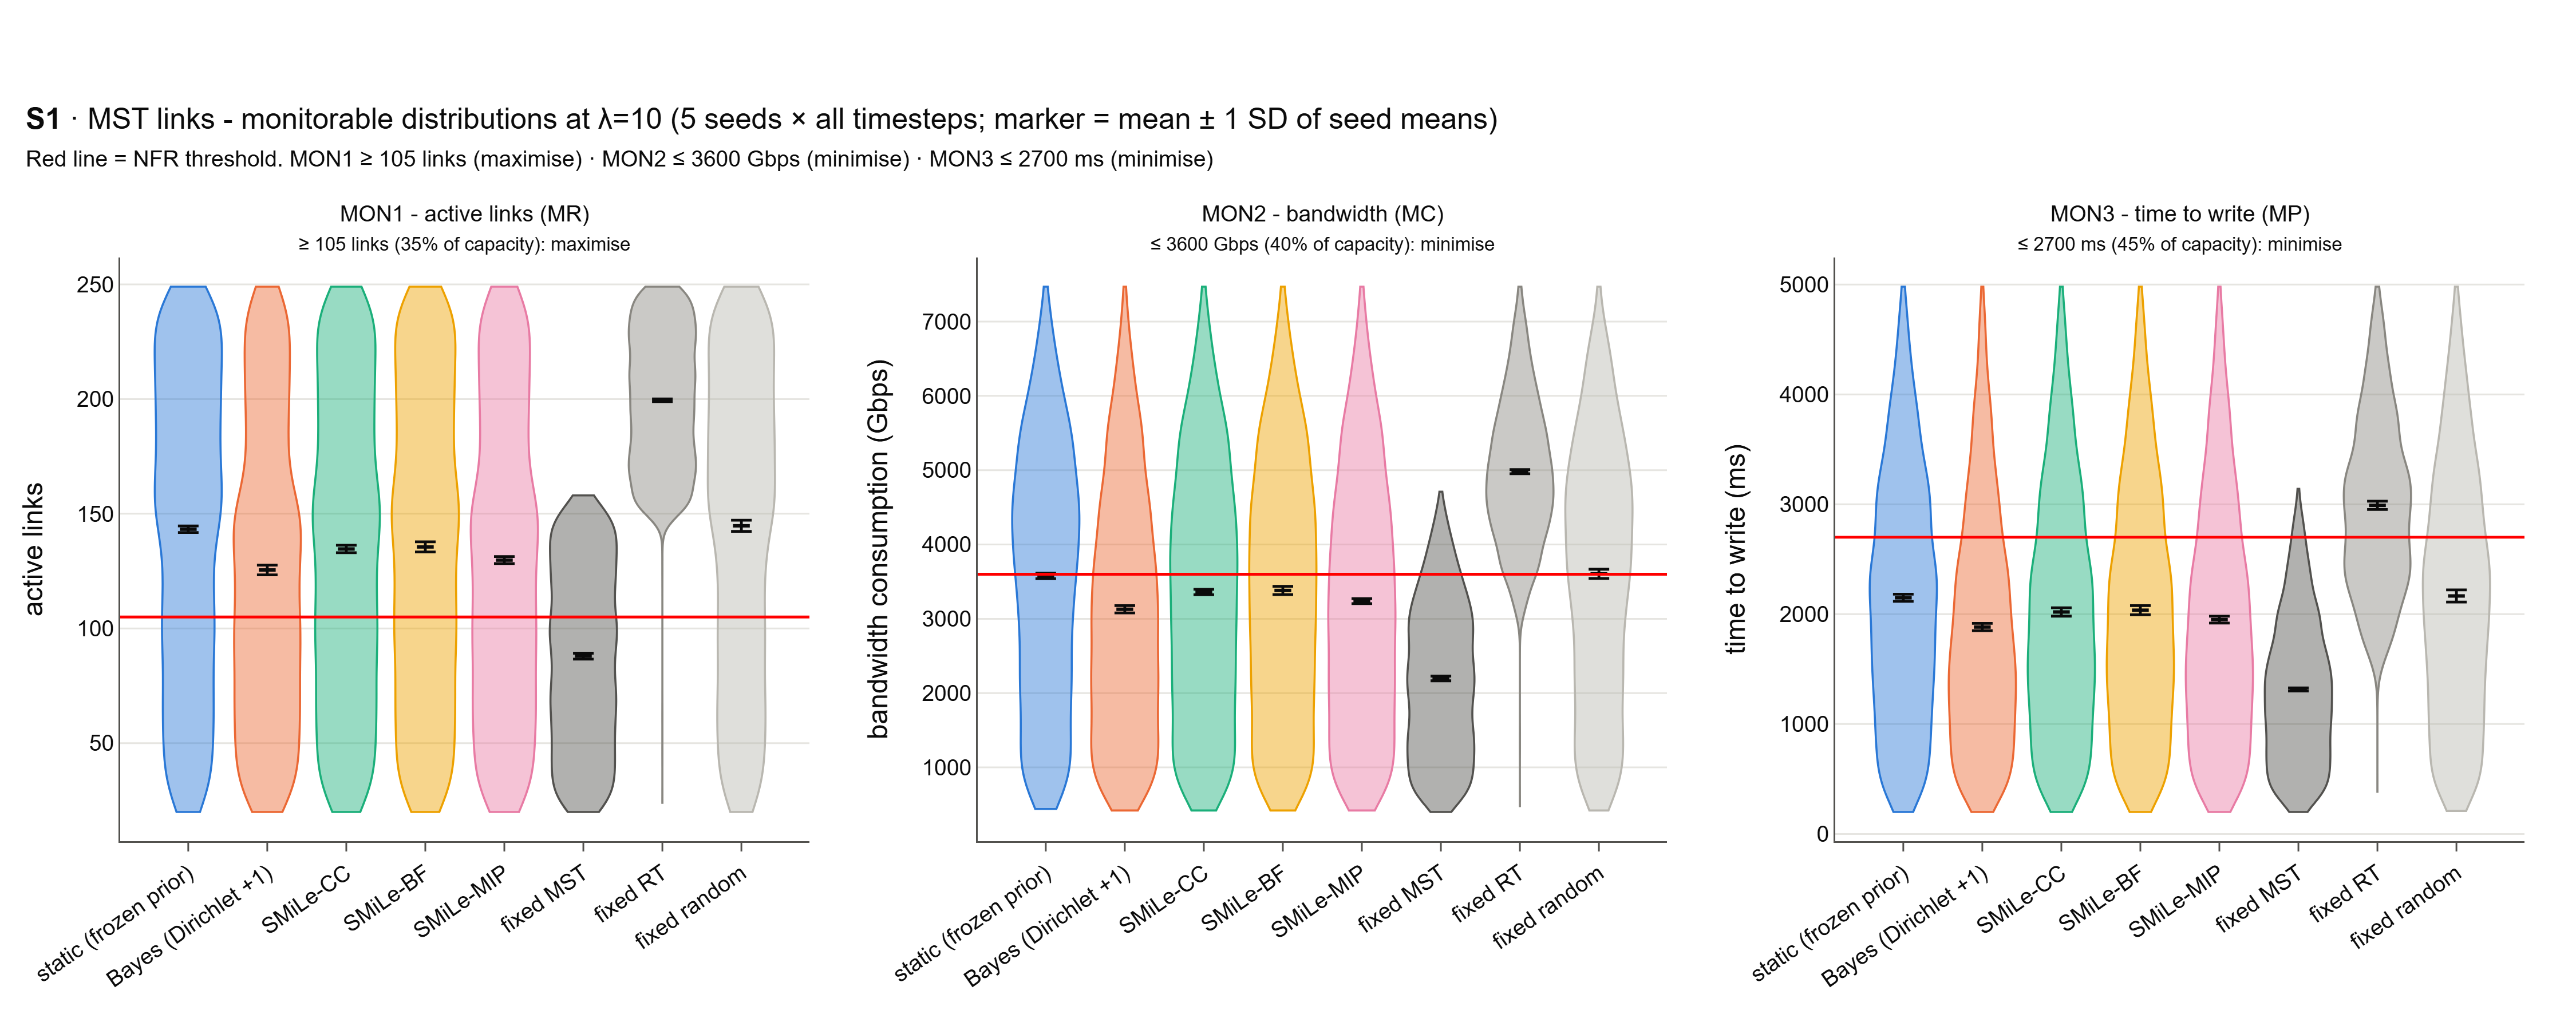 S1 · MST links - monitorable distributions at λ=10 (5 seeds × all timesteps; marker = mean ± 1 SD of seed means)
Red line = NFR threshold. MON1 ≥ 105 links (maximise) · MON2 ≤ 3600 Gbps (minimise) · MON3 ≤ 2700 ms (minimise)
MON1 - active links (MR)
≥ 105 links (35% of capacity): maximise
active links
250
200
150
100
50
static (frozen prior)
Bayes (Dirichlet +1)
SMiLe-CC
SMiLe-BF
SMiLe-MIP
fixed MST
fixed RT
fixed random
MON2 - bandwidth (MC)
≤ 3600 Gbps (40% of capacity): minimise
bandwidth consumption (Gbps)
7000
6000
5000
4000
3000
2000
1000
static (frozen prior)
Bayes (Dirichlet +1)
SMiLe-CC
SMiLe-BF
SMiLe-MIP
fixed MST
fixed RT
fixed random
MON3 - time to write (MP)
≤ 2700 ms (45% of capacity): minimise
time to write (ms)
5000
4000
3000
2000
1000
0
static (frozen prior)
Bayes (Dirichlet +1)
SMiLe-CC
SMiLe-BF
SMiLe-MIP
fixed MST
fixed RT
fixed random